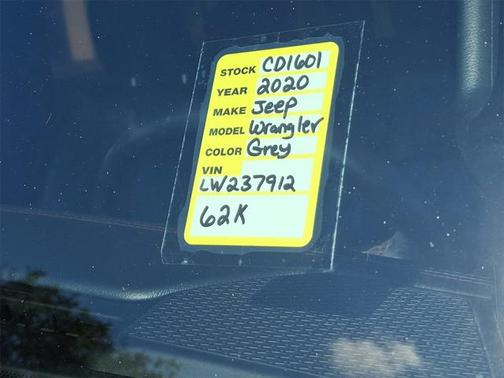 STOCK CD1601
YEAR 2020
MAKE Jeep
MODEL Wrangler
COLOR Grey
VIN
LW237912
62K